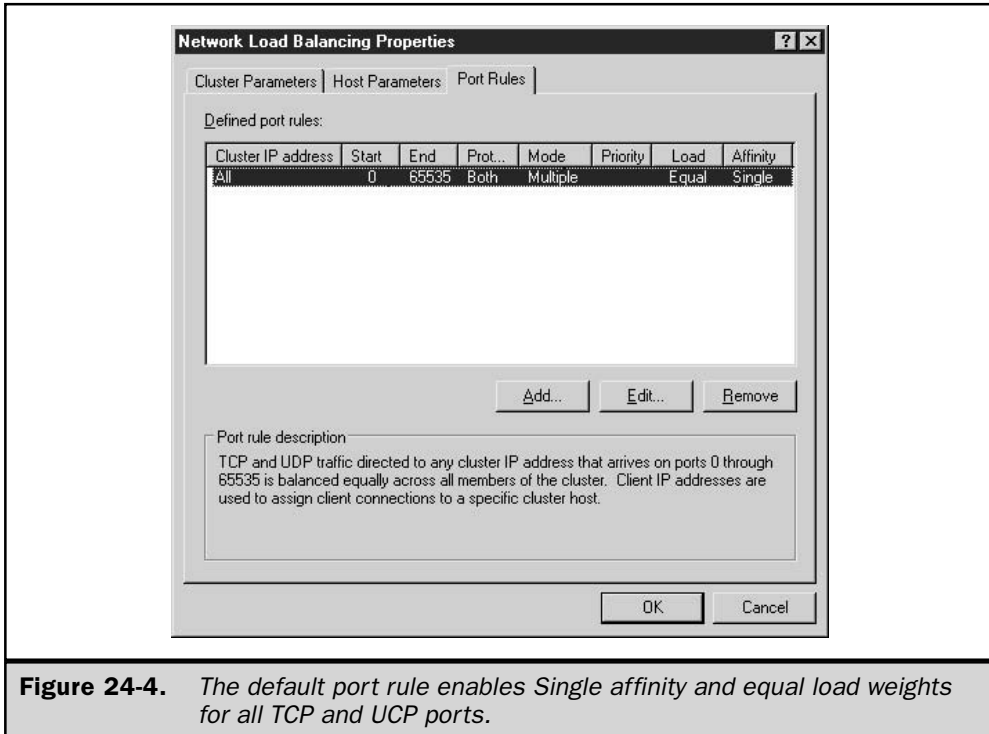 Network Load Balancing Properties
? X
Cluster Parameters Host Parameters Port Rules
Defined port rules:
Cluster IP address Start End Prot... Mode Priority Load Affinity
All 0 65535 Both Multiple Equal Single
Add... Edit... Remove
Port rule description
TCP and UDP traffic directed to any cluster IP address that arrives on ports 0 through
65535 is balanced equally across all members of the cluster. Client IP addresses are
used to assign client connections to a specific cluster host.
OK Cancel
Figure 24-4. The default port rule enables Single affinity and equal load weights
for all TCP and UCP ports.